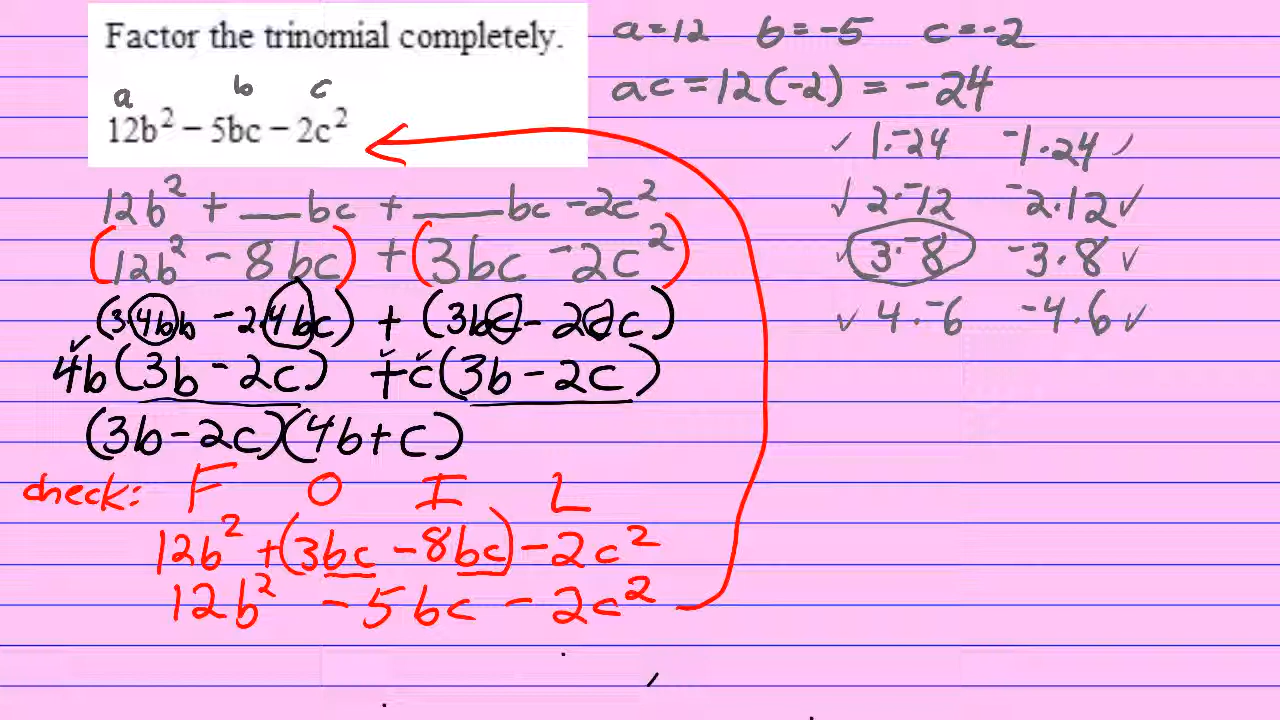 Factor the trinomial completely.
a b c
12b² − 5bc − 2c²
a=12 b=-5 c=-2
ac = 12(-2) = -24
✓ 1·-24 -1·24 ✓
✓ 2·-12 -2·12 ✓
✓ 3·-8 -3·8 ✓
✓ 4·-6 -4·6 ✓
12b² + ___bc + ___bc -2c²
(12b² - 8bc) + (3bc - 2c²)
(3·4b·b - 2·4bc) + (3bc - 2c·c)
4b(3b - 2c) + c(3b - 2c)
(3b-2c)(4b+c)
check: F O I L
12b² + (3bc - 8bc) - 2c²
12b² - 5bc - 2c²